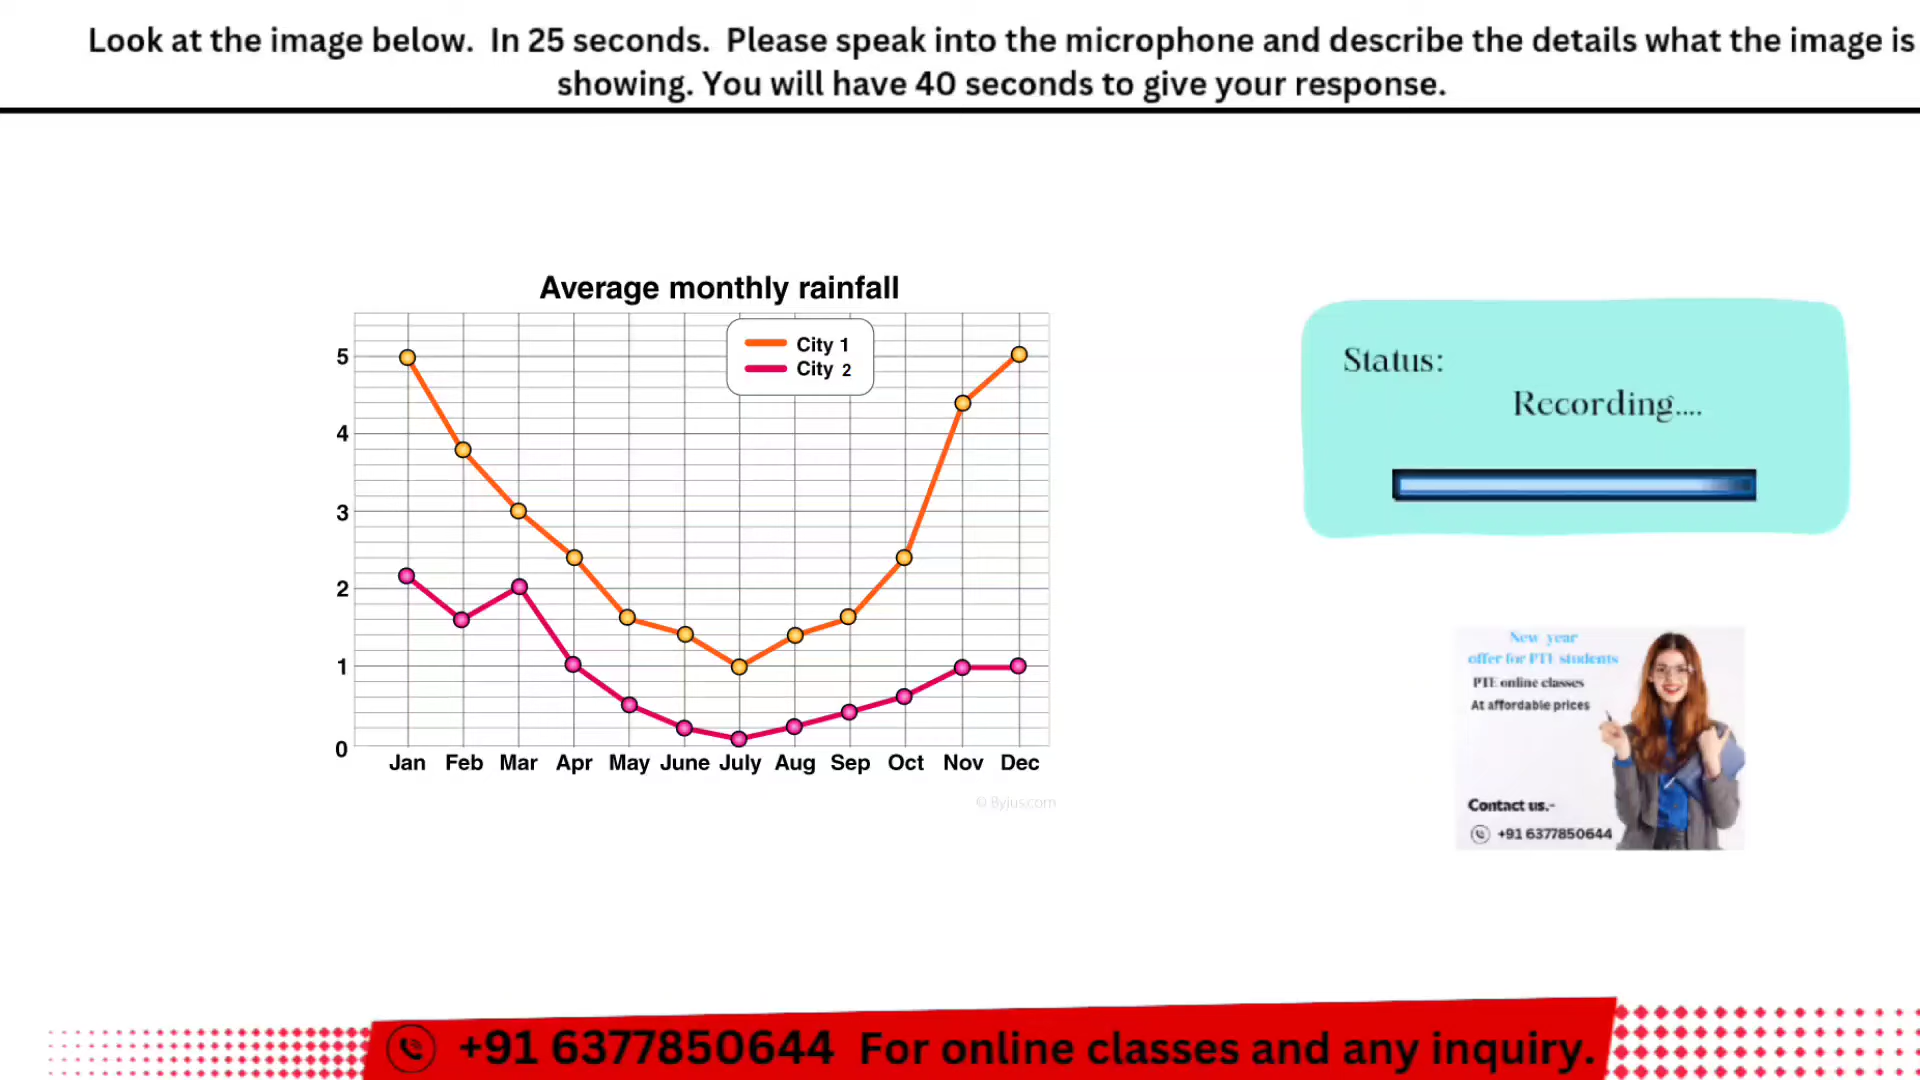 Look at the image below.  In 25 seconds.  Please speak into the microphone and describe the details what the image is
showing. You will have 40 seconds to give your response.
Average monthly rainfall
City 1
City 2
5
4
3
2
1
0
Jan Feb Mar Apr May June July Aug Sep Oct Nov Dec
© Byjus.com
Status:
Recording....
New year
offer for PTE students
PTE online classes
At affordable prices
Contact us.-
+91 6377850644
+91 6377850644 For online classes and any inquiry.